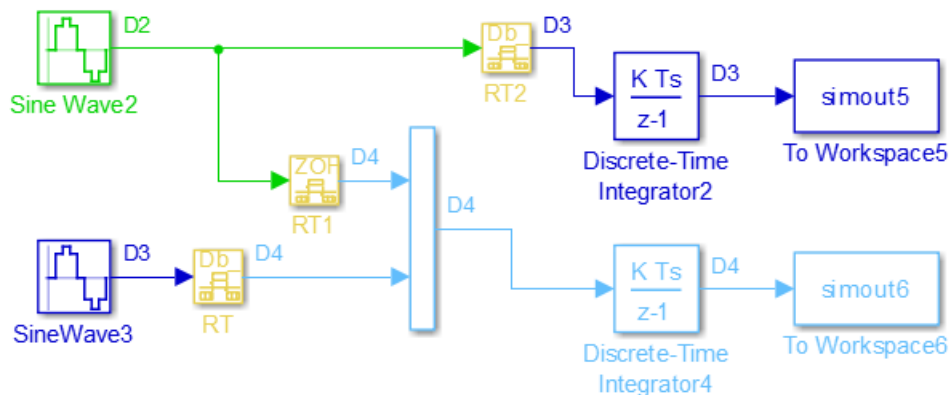 D2
Sine Wave2
Db
RT2
D3
K Ts
z-1
Discrete-Time
Integrator2
D3
simout5
To Workspace5
ZOH
RT1
D4
D4
D3
SineWave3
Db
RT
D4
K Ts
z-1
Discrete-Time
Integrator4
D4
simout6
To Workspace6